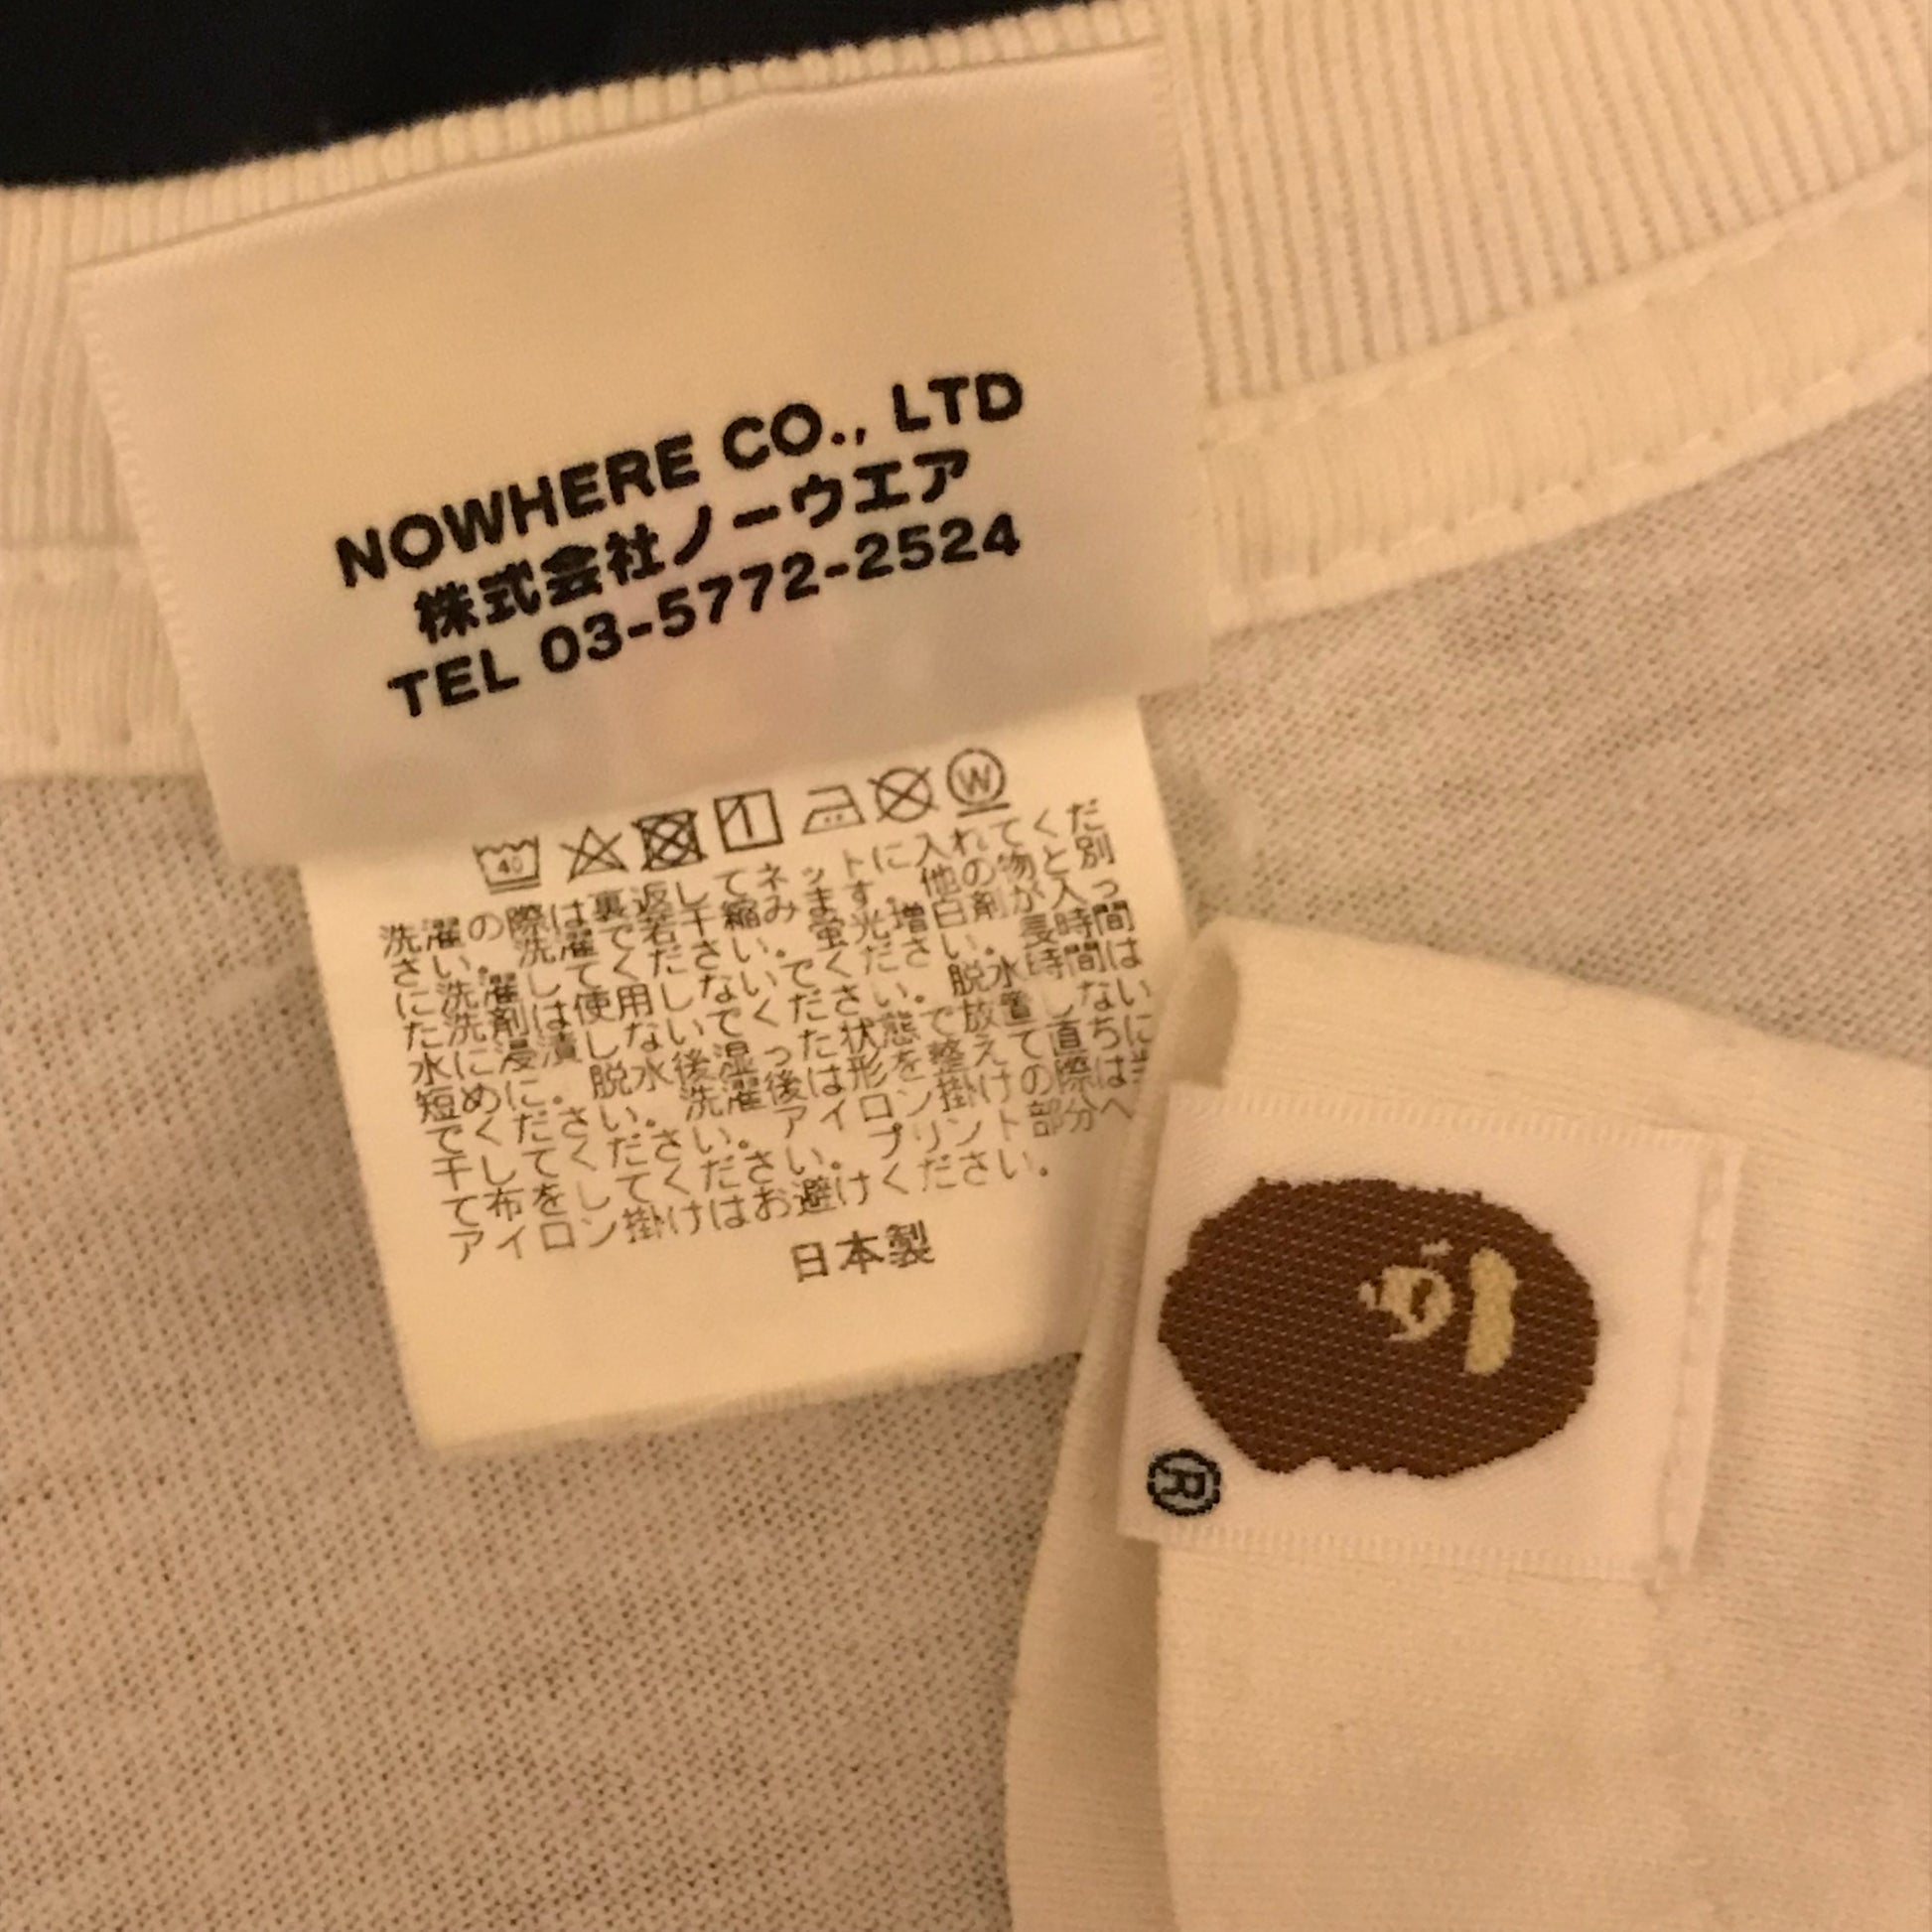 NOWHERE CO., LTD
株式会社ノーウエア
TEL 03-5772-2524
40 W
洗濯の際は裏返してネットに入れてくだ
さい。洗濯で若干縮みます。他の物と別
に洗濯してください。蛍光増白剤が入っ
た洗剤は使用しないでください。長時間
水に浸漬しないでください。脱水時間は
短めに。脱水後湿った状態で放置しない
でください。洗濯後は形を整えて直ちに
干してください。アイロン掛けの際は
て布をしてください。プリント部分へ
アイロン掛けはお避けください。
日本製
®